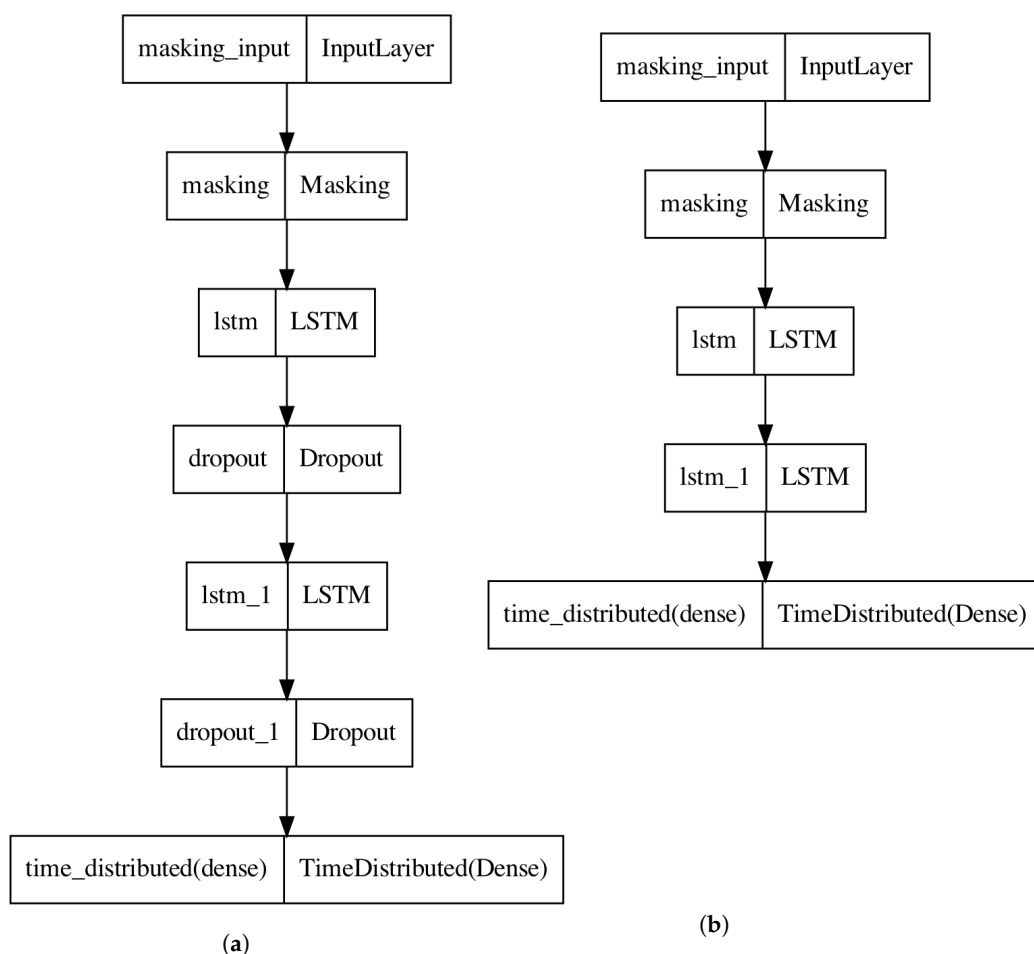 masking_input InputLayer
masking Masking
lstm LSTM
dropout Dropout
lstm_1 LSTM
dropout_1 Dropout
time_distributed(dense) TimeDistributed(Dense)
(a)
masking_input InputLayer
masking Masking
lstm LSTM
lstm_1 LSTM
time_distributed(dense) TimeDistributed(Dense)
(b)